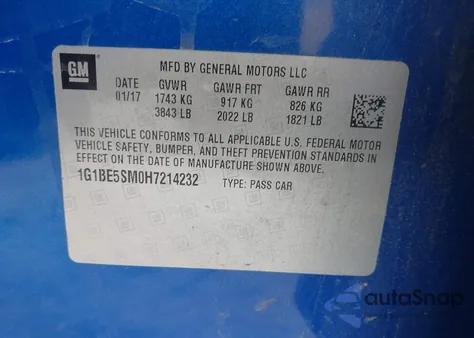 GM
MFD BY GENERAL MOTORS LLC
DATE GVWR GAWR FRT GAWR RR
01/17 1743 KG 917 KG 826 KG
3843 LB 2022 LB 1821 LB
THIS VEHICLE CONFORMS TO ALL APPLICABLE U.S. FEDERAL MOTOR
VEHICLE SAFETY, BUMPER, AND THEFT PREVENTION STANDARDS IN
EFFECT ON THE DATE OF MANUFACTURE SHOWN ABOVE.
1G1BE5SM0H7214232 TYPE: PASS CAR
autoSnap